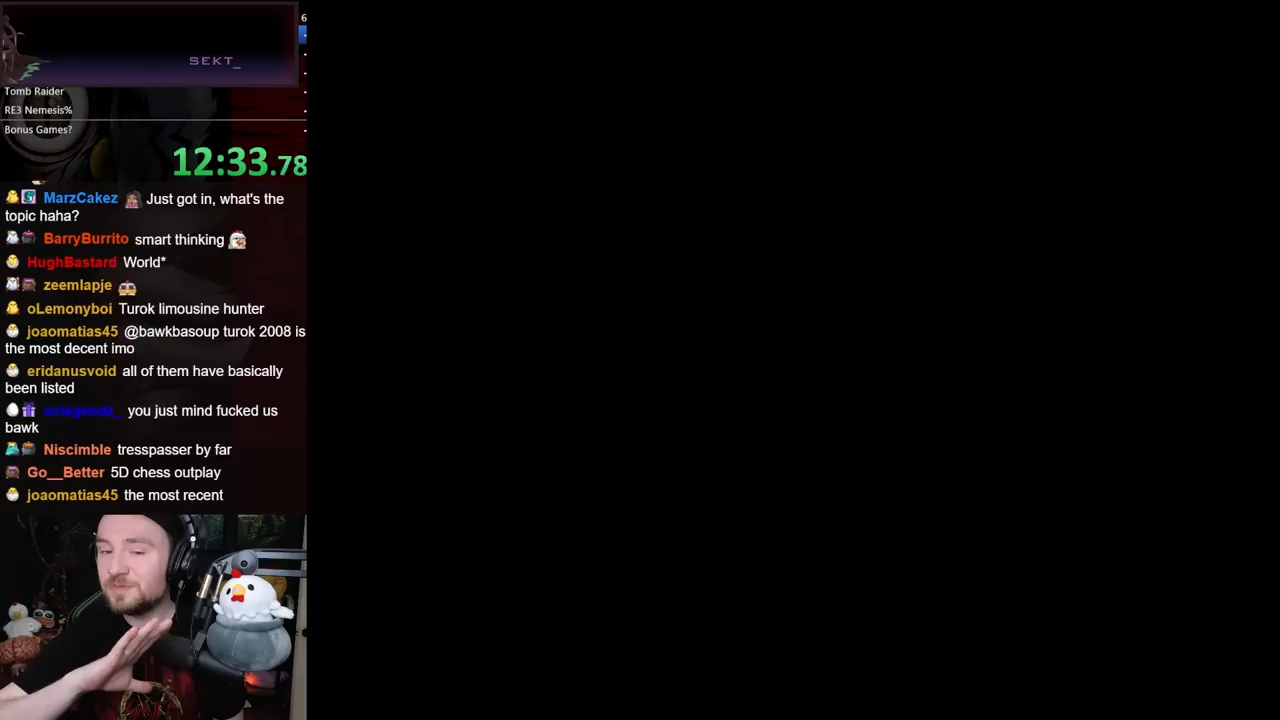 6
SEKT_
Tomb Raider
-
RE3 Nemesis%
-
Bonus Games?
-
12:33.78
MarzCakez Just got in, what's the
topic haha?
BarryBurrito smart thinking
HughBastard World*
zeemlapje
oLemonyboi Turok limousine hunter
joaomatias45 @bawkbasoup turok 2008 is
the most decent imo
eridanusvoid all of them have basically
been listed
oclegendz_ you just mind fucked us
bawk
Niscimble tresspasser by far
Go__Better 5D chess outplay
joaomatias45 the most recent